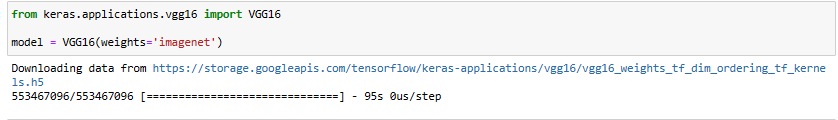 from keras.applications.vgg16 import VGG16
model = VGG16(weights='imagenet')
Downloading data from https://storage.googleapis.com/tensorflow/keras-applications/vgg16/vgg16_weights_tf_dim_ordering_tf_kerne
ls.h5
553467096/553467096 [==============================] - 95s 0us/step